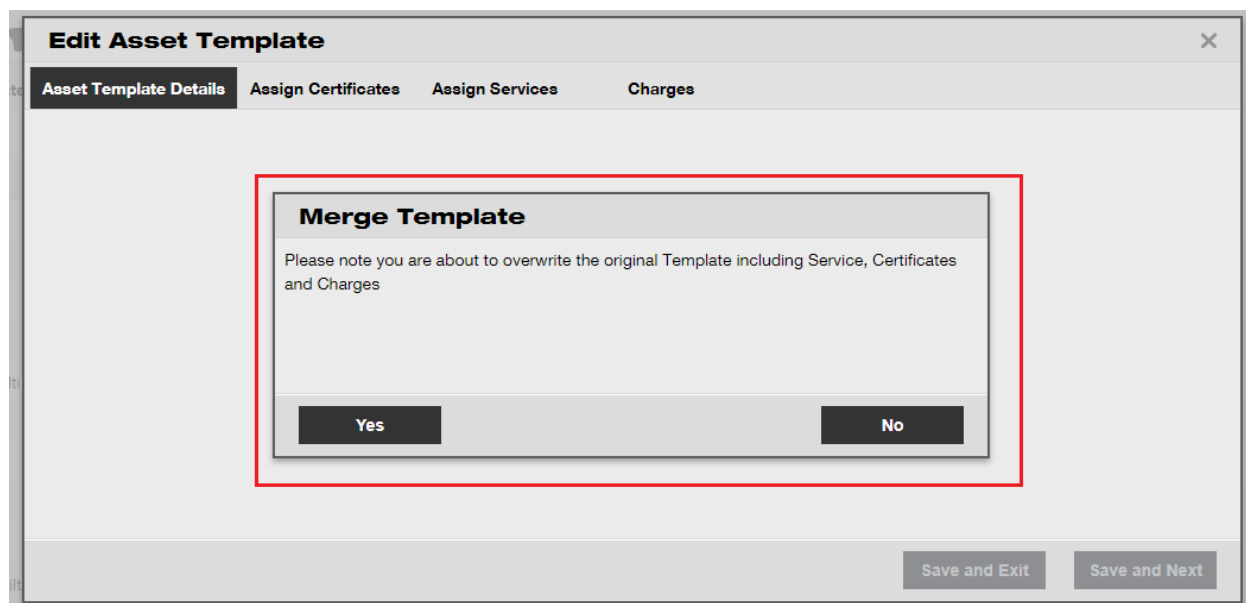 Edit Asset Template
Asset Template Details Assign Certificates Assign Services Charges
Merge Template
Please note you are about to overwrite the original Template including Service, Certificates
and Charges
Yes No
Save and Exit Save and Next